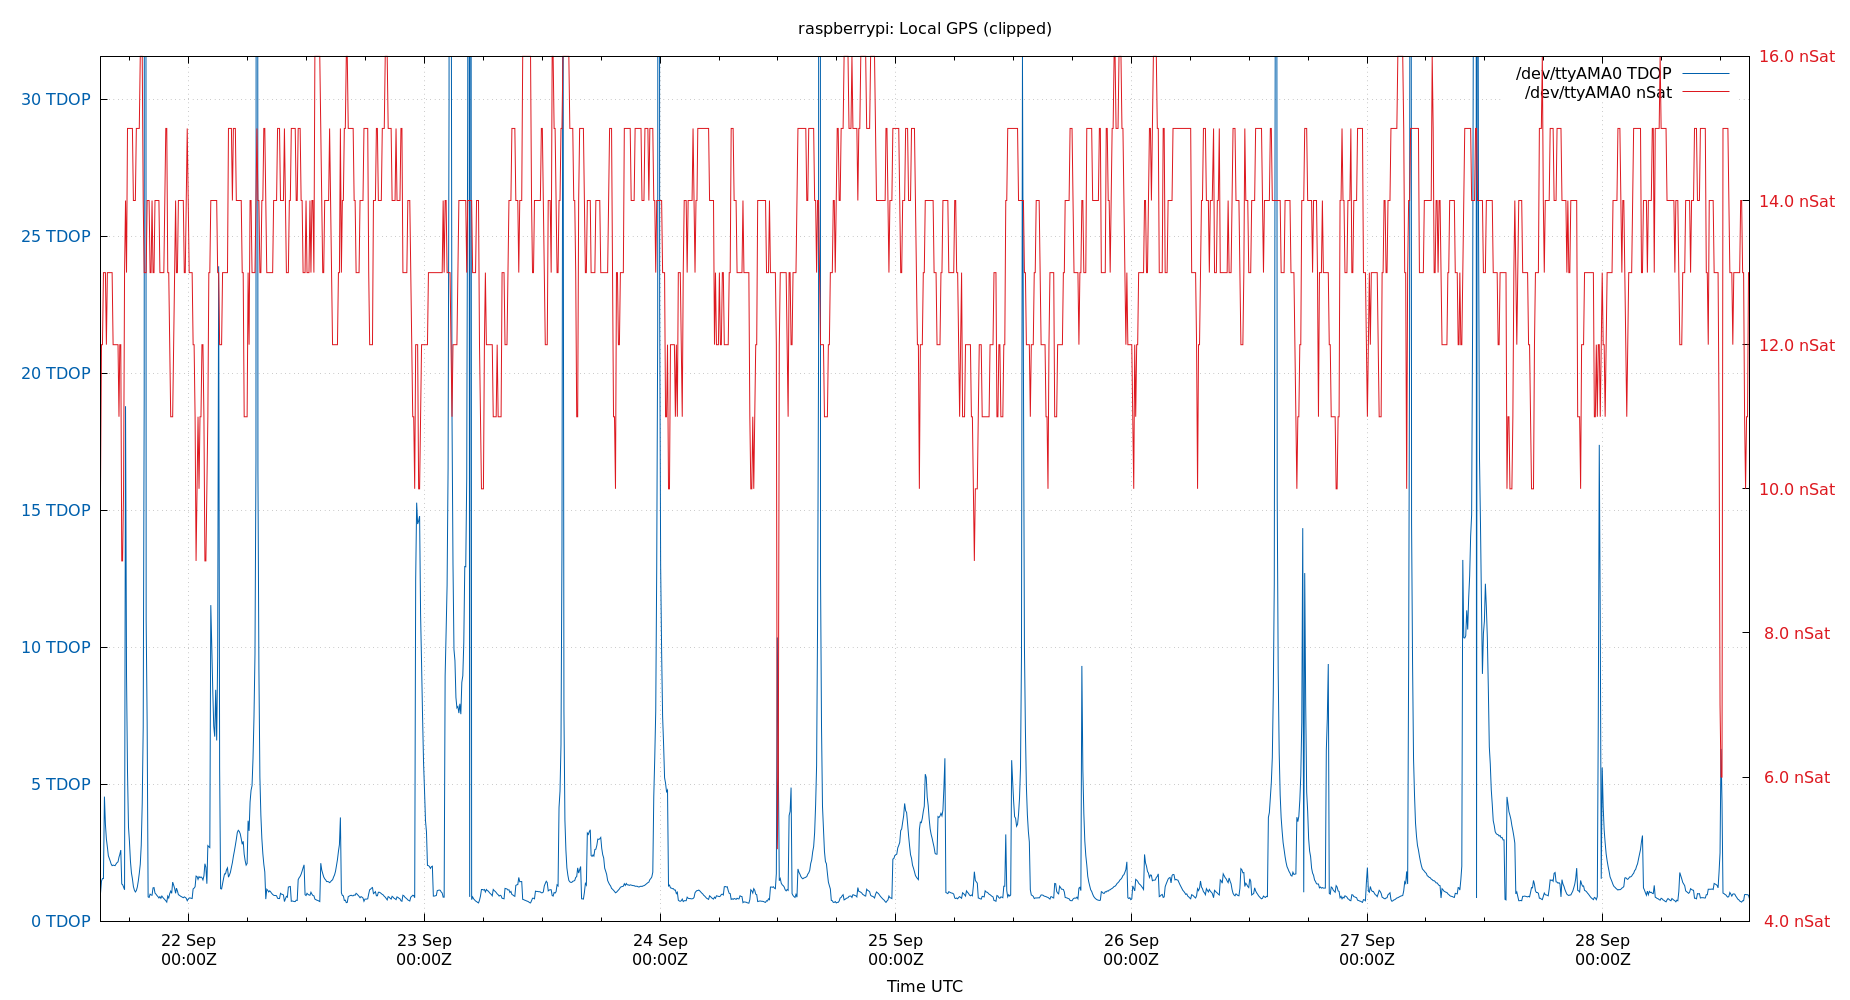 raspberrypi: Local GPS (clipped)
/dev/ttyAMA0 TDOP
/dev/ttyAMA0 nSat
30 TDOP
25 TDOP
20 TDOP
15 TDOP
10 TDOP
5 TDOP
0 TDOP
16.0 nSat
14.0 nSat
12.0 nSat
10.0 nSat
8.0 nSat
6.0 nSat
4.0 nSat
22 Sep
00:00Z
23 Sep
00:00Z
24 Sep
00:00Z
25 Sep
00:00Z
26 Sep
00:00Z
27 Sep
00:00Z
28 Sep
00:00Z
Time UTC